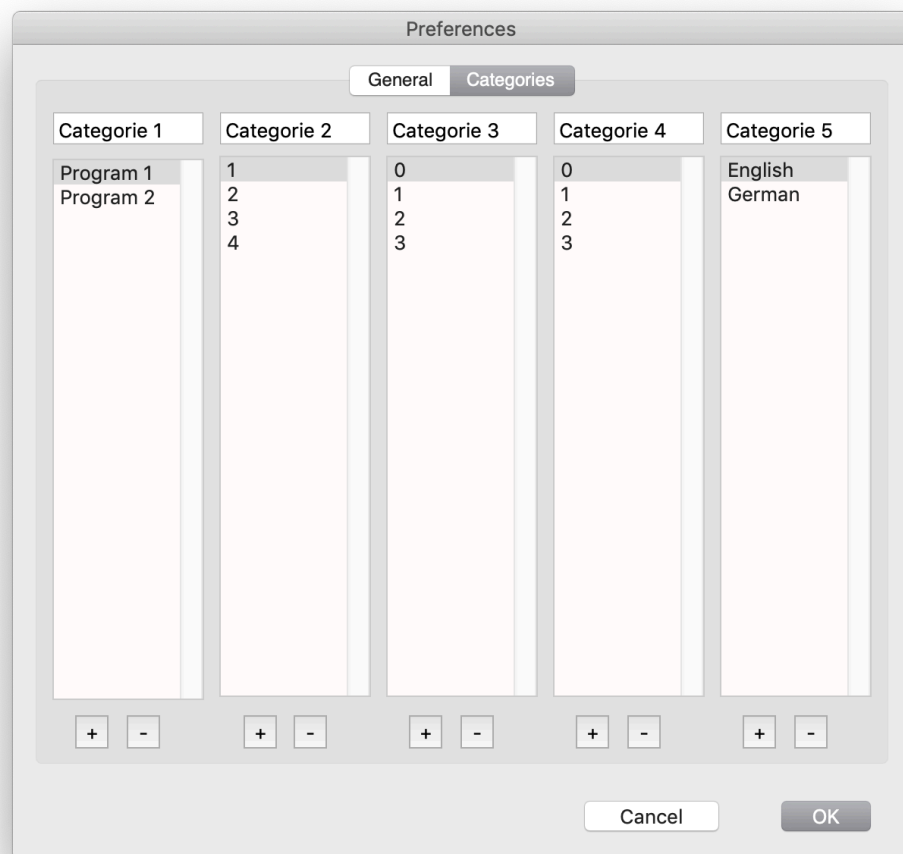 Preferences
General
Categories
Categorie 1
Program 1
Program 2
+ -
Categorie 2
1
2
3
4
+ -
Categorie 3
0
1
2
3
+ -
Categorie 4
0
1
2
3
+ -
Categorie 5
English
German
+ -
Cancel
OK